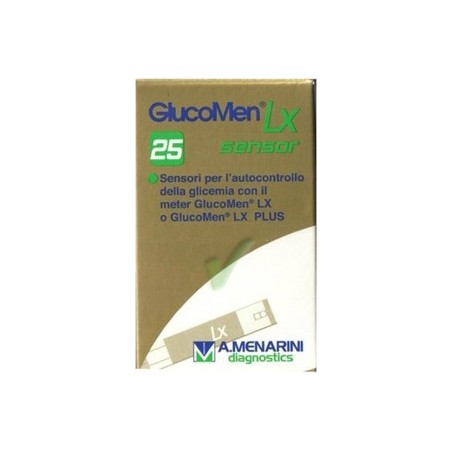 GlucoMen® Lx
sensor
25
Sensori per l'autocontrollo
della glicemia con il
meter GlucoMen® LX
o GlucoMen® LX PLUS
Lx
A.MENARINI
diagnostics